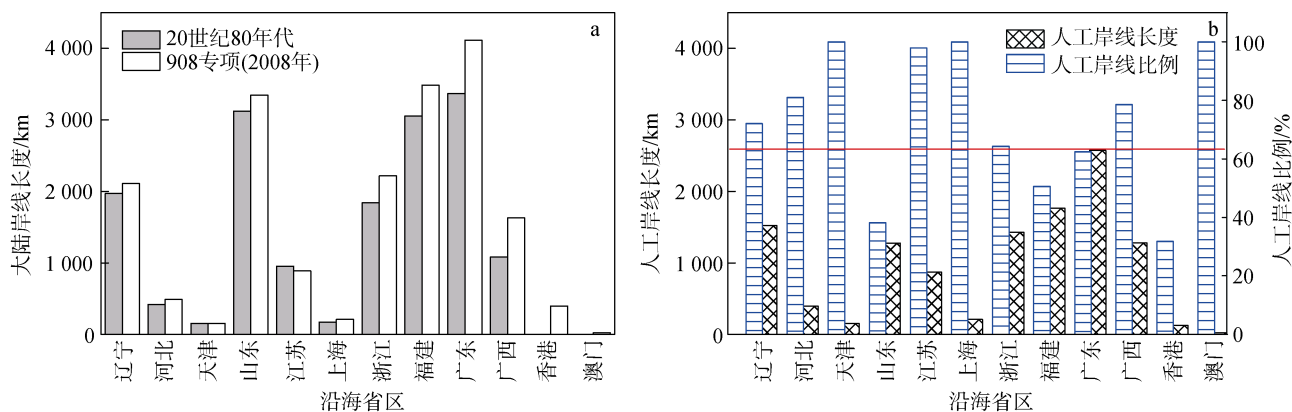 a
20世纪80年代
908专项(2008年)
大陆岸线长度/km
4 000
3 000
2 000
1 000
0
辽宁
河北
天津
山东
江苏
上海
浙江
福建
广东
广西
香港
澳门
沿海省区
b
人工岸线长度
人工岸线比例
人工岸线长度/km
4 000
3 000
2 000
1 000
0
人工岸线比例/%
100
80
60
40
20
0
辽宁
河北
天津
山东
江苏
上海
浙江
福建
广东
广西
香港
澳门
沿海省区